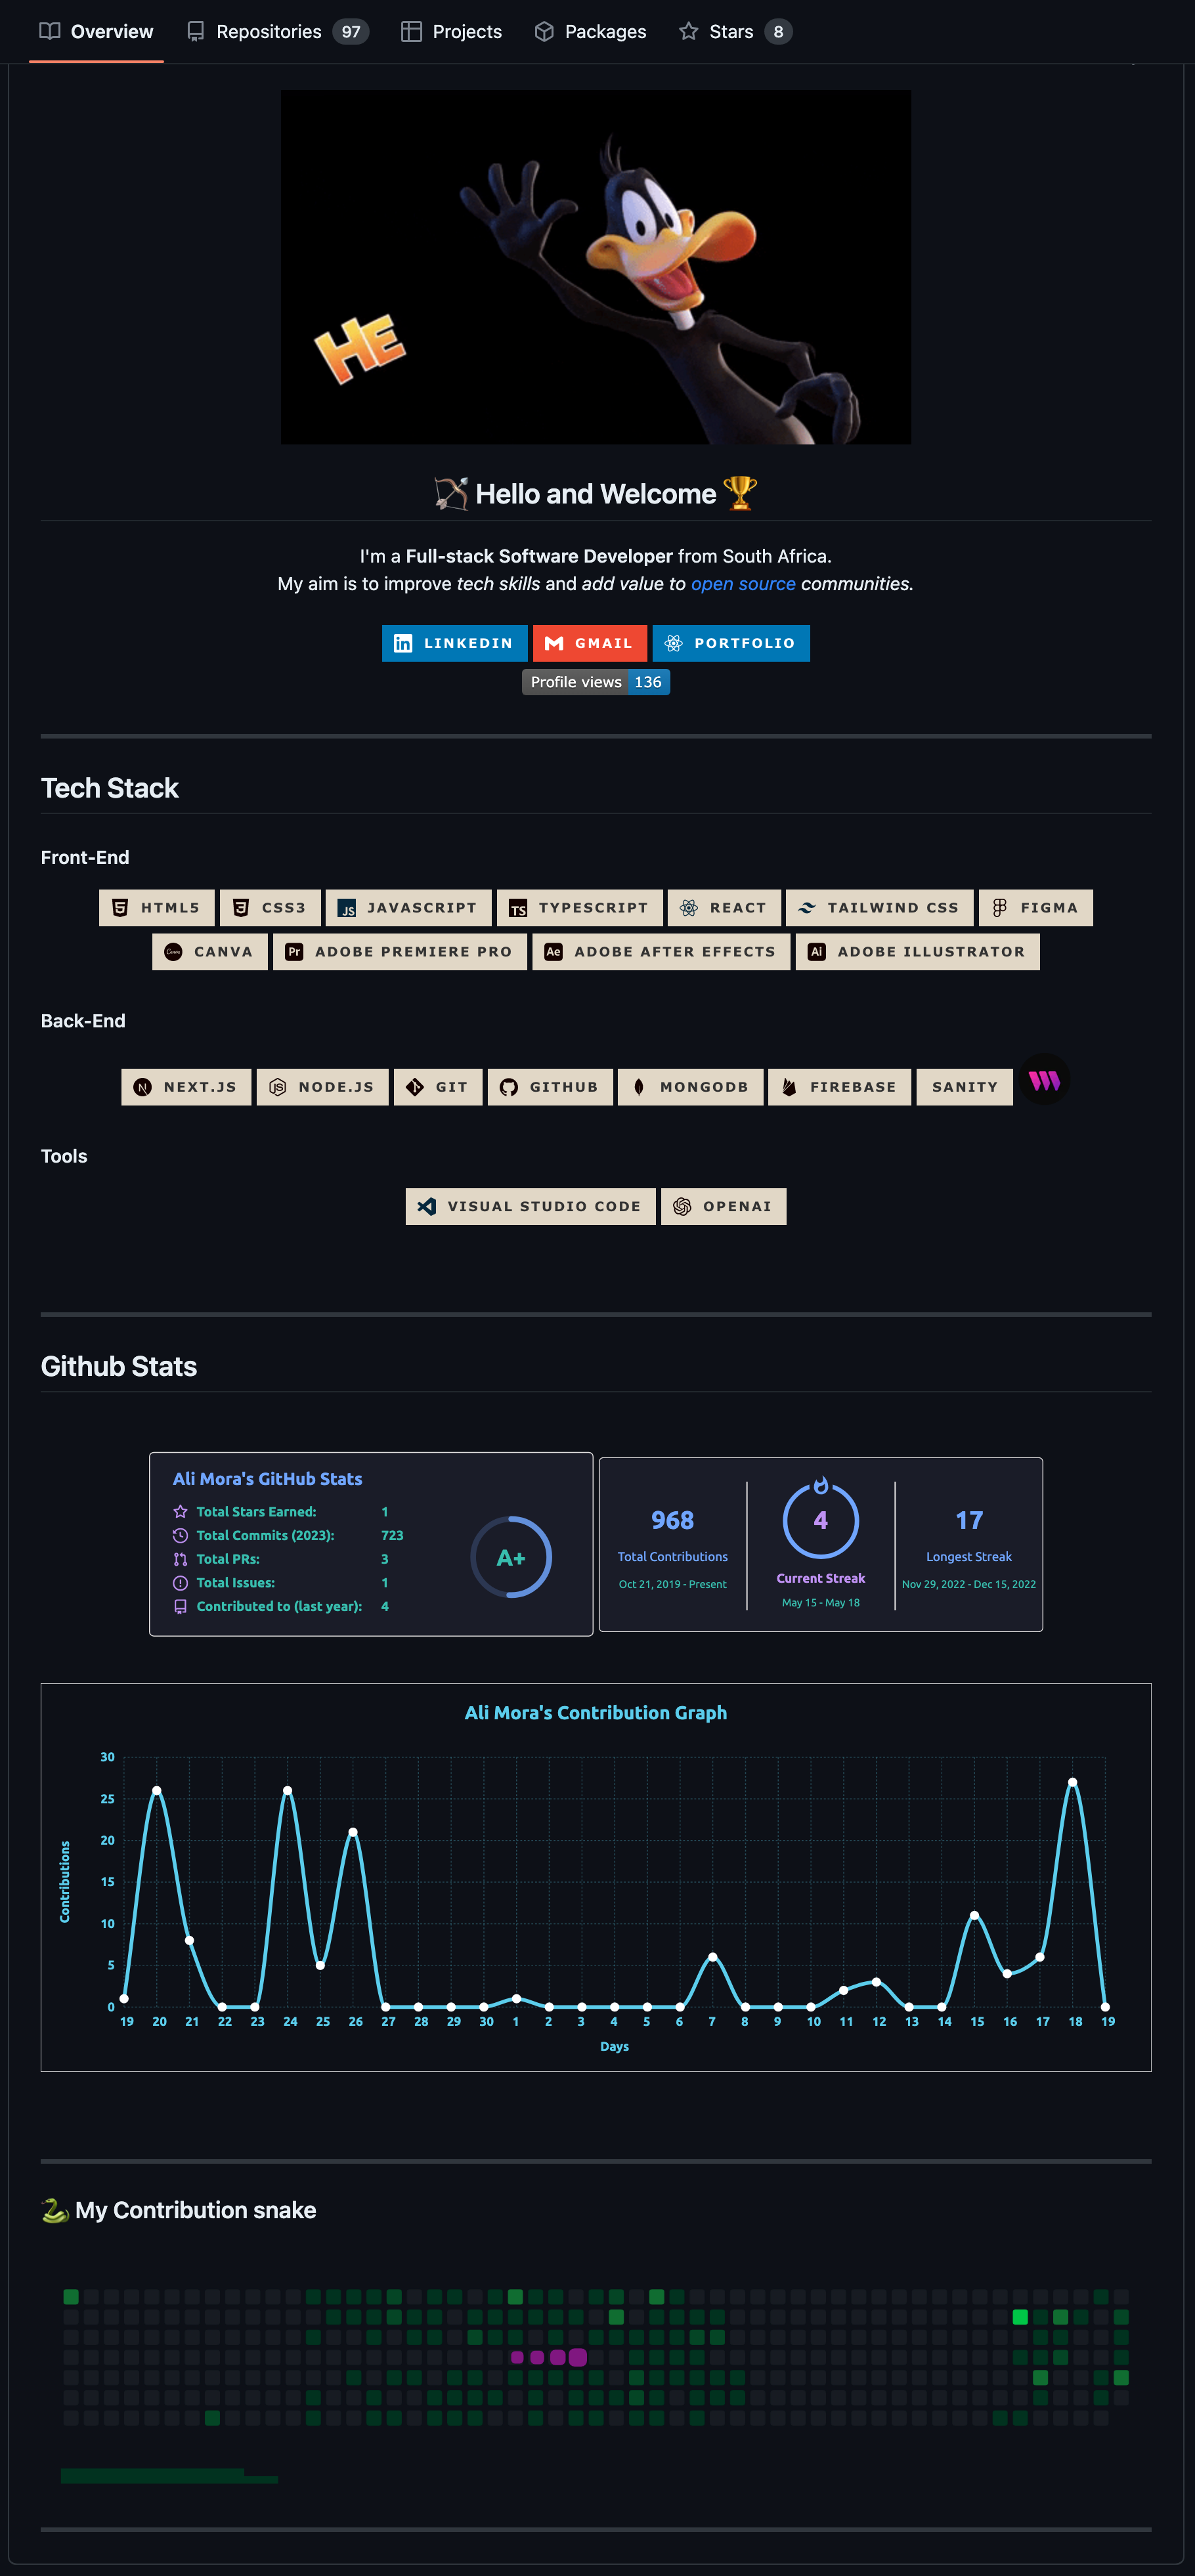 Overview Repositories 97 Projects Packages Stars 8
HE
Hello and Welcome
I'm a Full-stack Software Developer from South Africa.
My aim is to improve tech skills and add value to open source communities.
LINKEDIN GMAIL PORTFOLIO
Profile views 136
Tech Stack
Front-End
HTML5 CSS3 JAVASCRIPT TYPESCRIPT REACT TAILWIND CSS FIGMA
CANVA ADOBE PREMIERE PRO ADOBE AFTER EFFECTS ADOBE ILLUSTRATOR
Back-End
NEXT.JS NODE.JS GIT GITHUB MONGODB FIREBASE SANITY
Tools
VISUAL STUDIO CODE OPENAI
Github Stats
Ali Mora's GitHub Stats
Total Stars Earned: 1
Total Commits (2023): 723
Total PRs: 3
Total Issues: 1
Contributed to (last year): 4
A+
968
Total Contributions
Oct 21, 2019 - Present
4
Current Streak
May 15 - May 18
17
Longest Streak
Nov 29, 2022 - Dec 15, 2022
Ali Mora's Contribution Graph
Contributions
30
25
20
15
10
5
0
19 20 21 22 23 24 25 26 27 28 29 30 1 2 3 4 5 6 7 8 9 10 11 12 13 14 15 16 17 18 19
Days
My Contribution snake